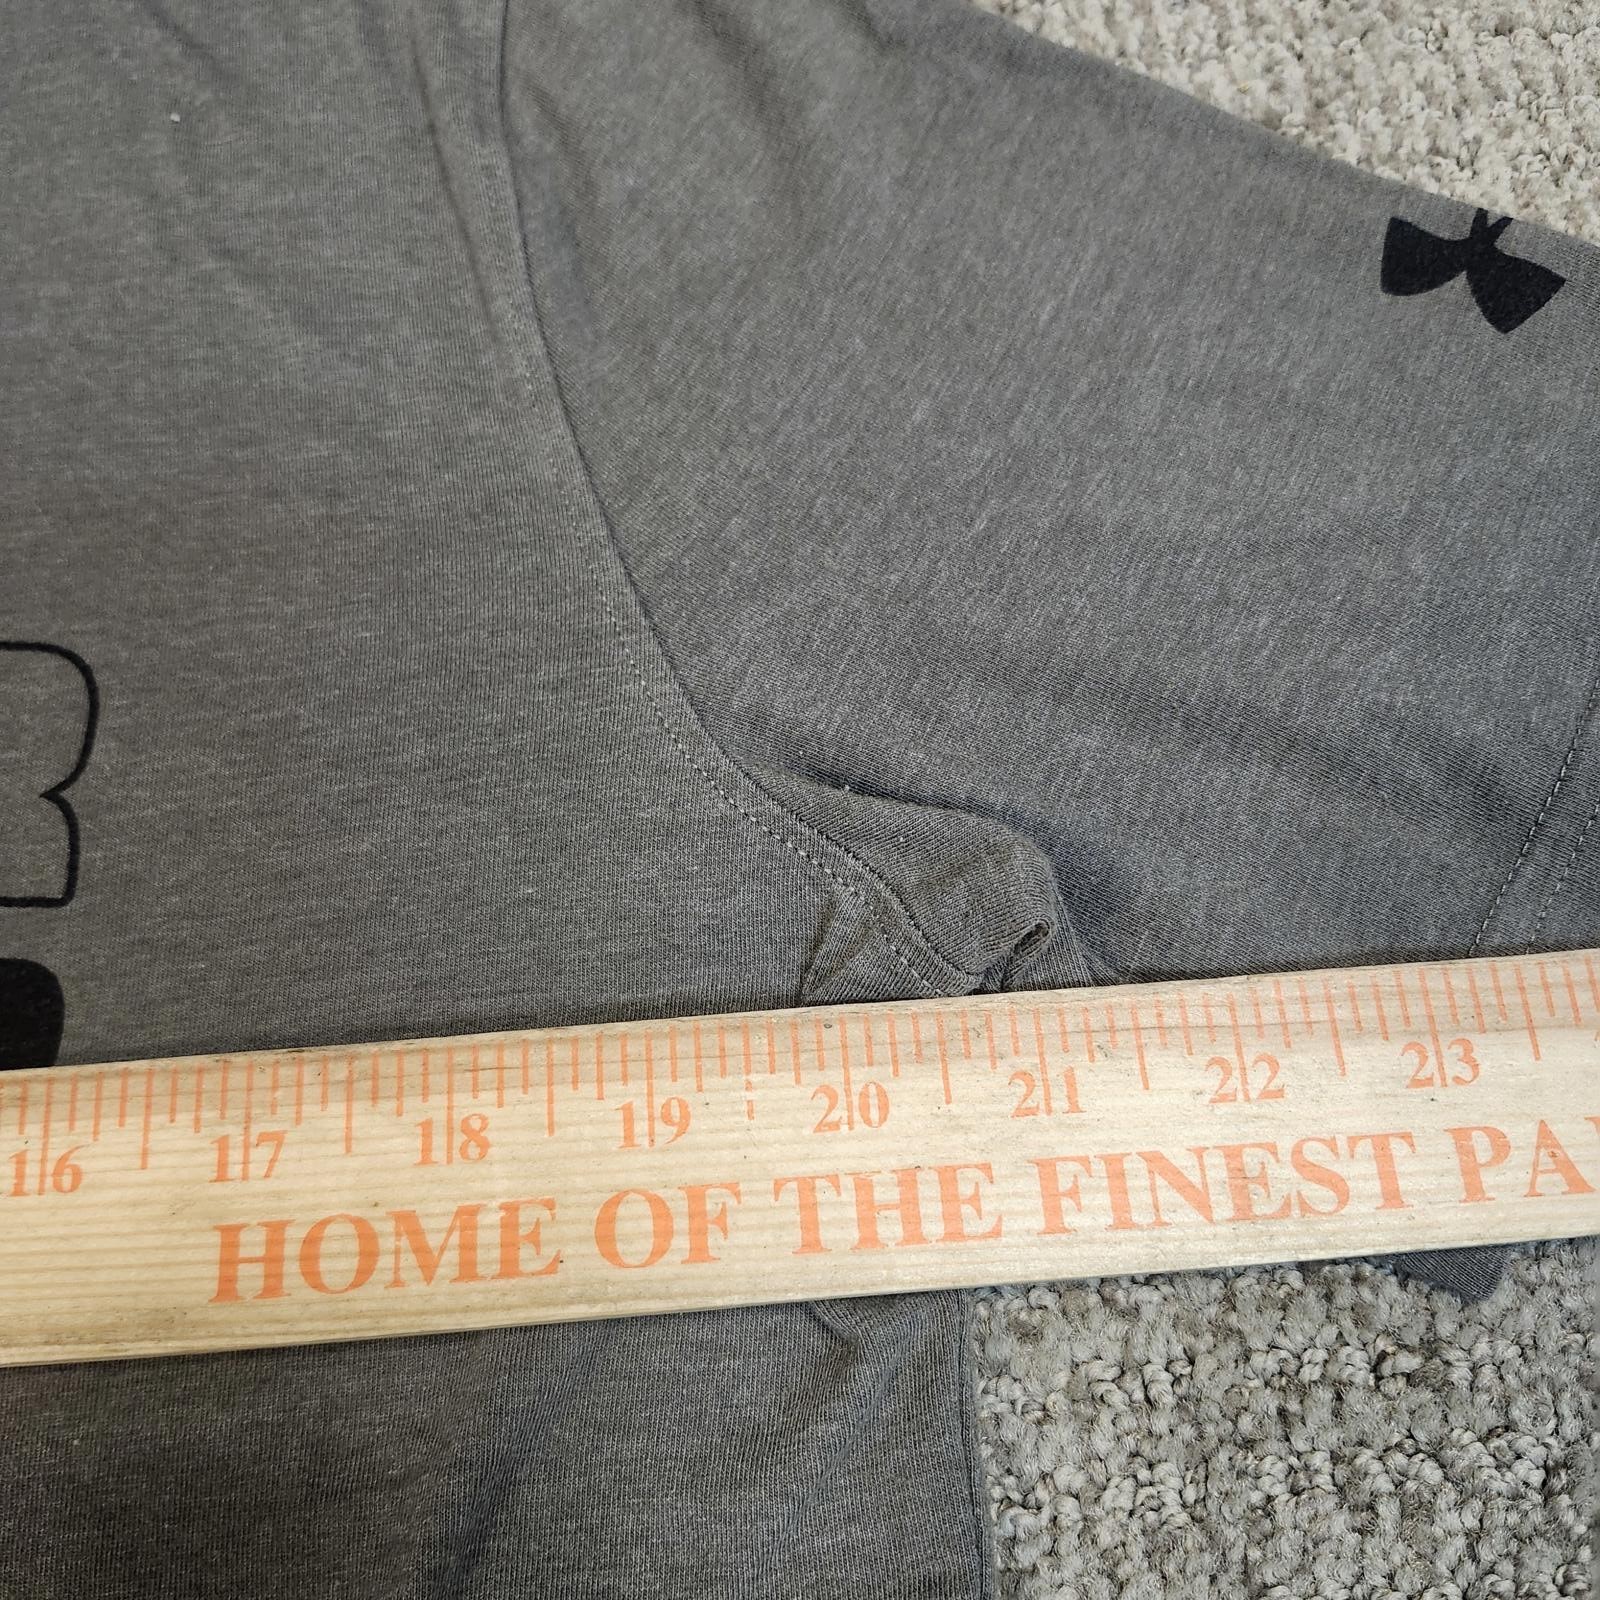 16 17 18 19 20 21 22 23
HOME OF THE FINEST PA